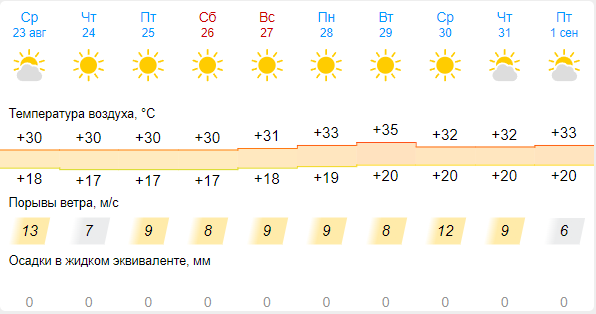 Ср Чт Пт Сб Вс Пн Вт Ср Чт Пт
23 авг 24 25 26 27 28 29 30 31 1 сен
Температура воздуха, °C
+30 +30 +30 +30 +31 +33 +35 +32 +32 +33
+18 +17 +17 +17 +18 +19 +20 +20 +20 +20
Порывы ветра, м/с
13 7 9 8 9 9 8 12 9 6
Осадки в жидком эквиваленте, мм
0 0 0 0 0 0 0 0 0 0